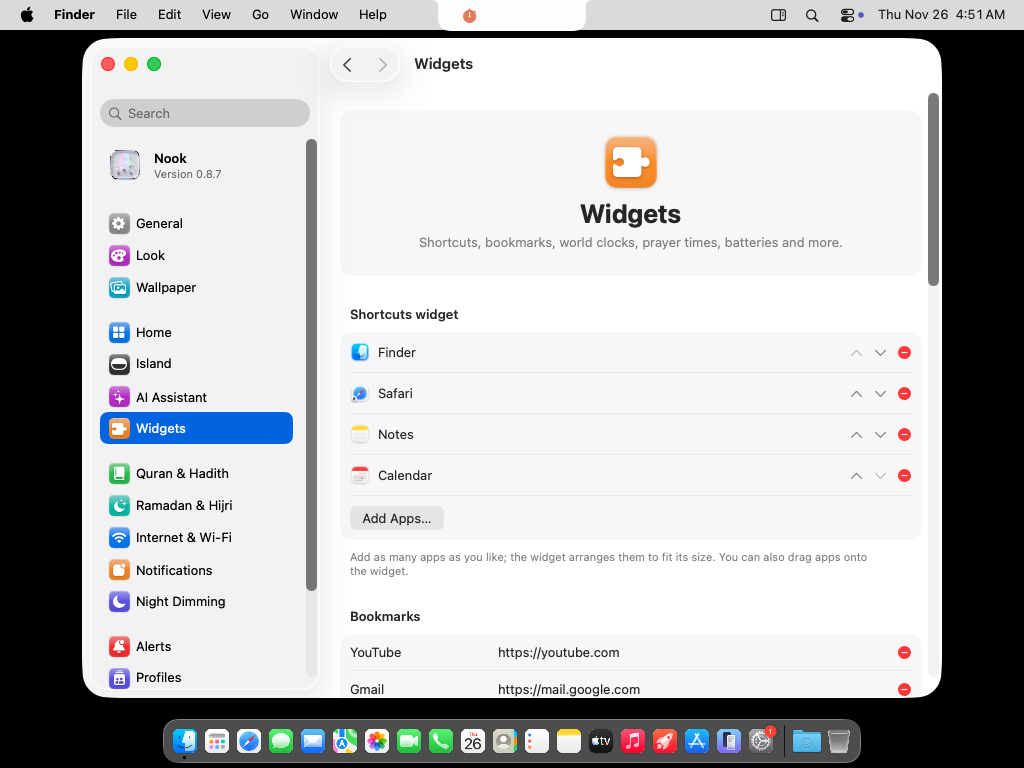 Finder File Edit View Go Window Help Thu Nov 26 4:51 AM
Widgets
Search
Nook
Version 0.8.7
General
Look
Wallpaper
Home
Island
AI Assistant
Widgets
Quran & Hadith
Ramadan & Hijri
Internet & Wi-Fi
Notifications
Night Dimming
Alerts
Profiles
Widgets
Shortcuts, bookmarks, world clocks, prayer times, batteries and more.
Shortcuts widget
Finder
Safari
Notes
Calendar
Add Apps...
Add as many apps as you like; the widget arranges them to fit its size. You can also drag apps onto
the widget.
Bookmarks
YouTube https://youtube.com
Gmail https://mail.google.com
Thu
26
tv
1